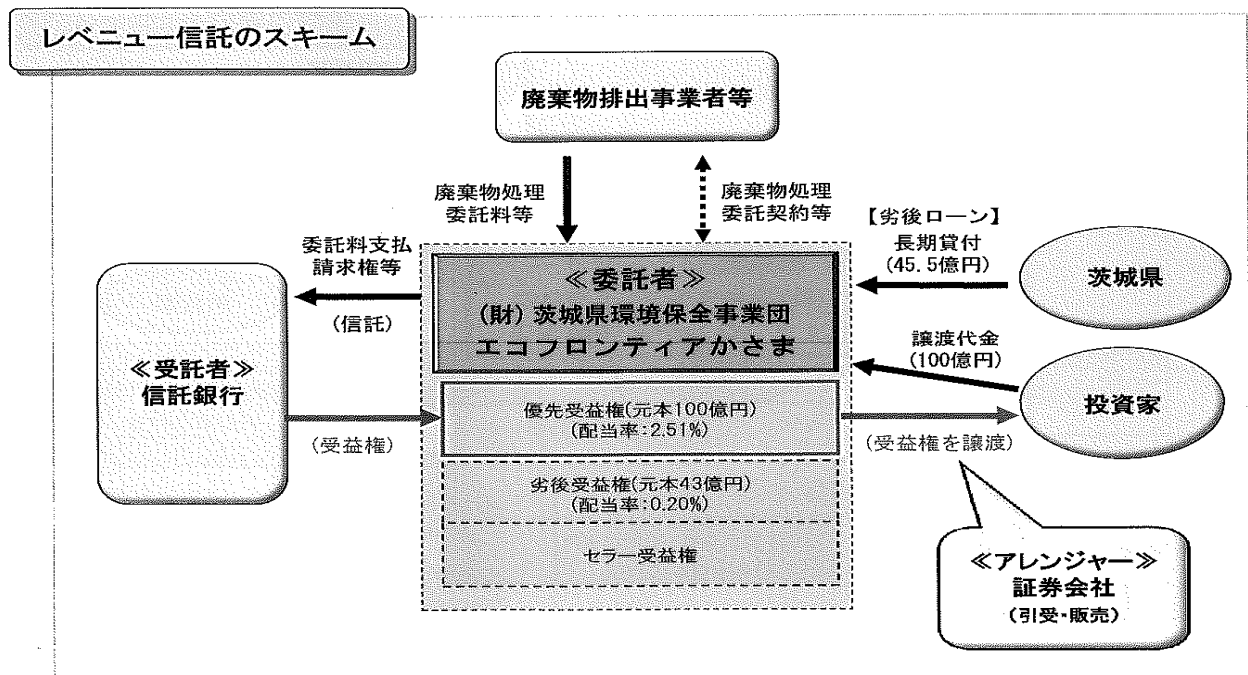 レベニュー信託のスキーム
廃棄物排出事業者等
廃棄物処理
委託料等
廃棄物処理
委託契約等
【劣後ローン】
長期貸付
(45.5億円)
茨城県
委託料支払
請求権等
(信託)
≪委託者≫
(財)茨城県環境保全事業団
エコフロンティアかさま
譲渡代金
(100億円)
≪受託者≫
信託銀行
(受益権)
優先受益権(元本100億円)
(配当率:2.51%)
(受益権を譲渡)
投資家
劣後受益権(元本43億円)
(配当率:0.20%)
セラー受益権
≪アレンジャー≫
証券会社
(引受・販売)